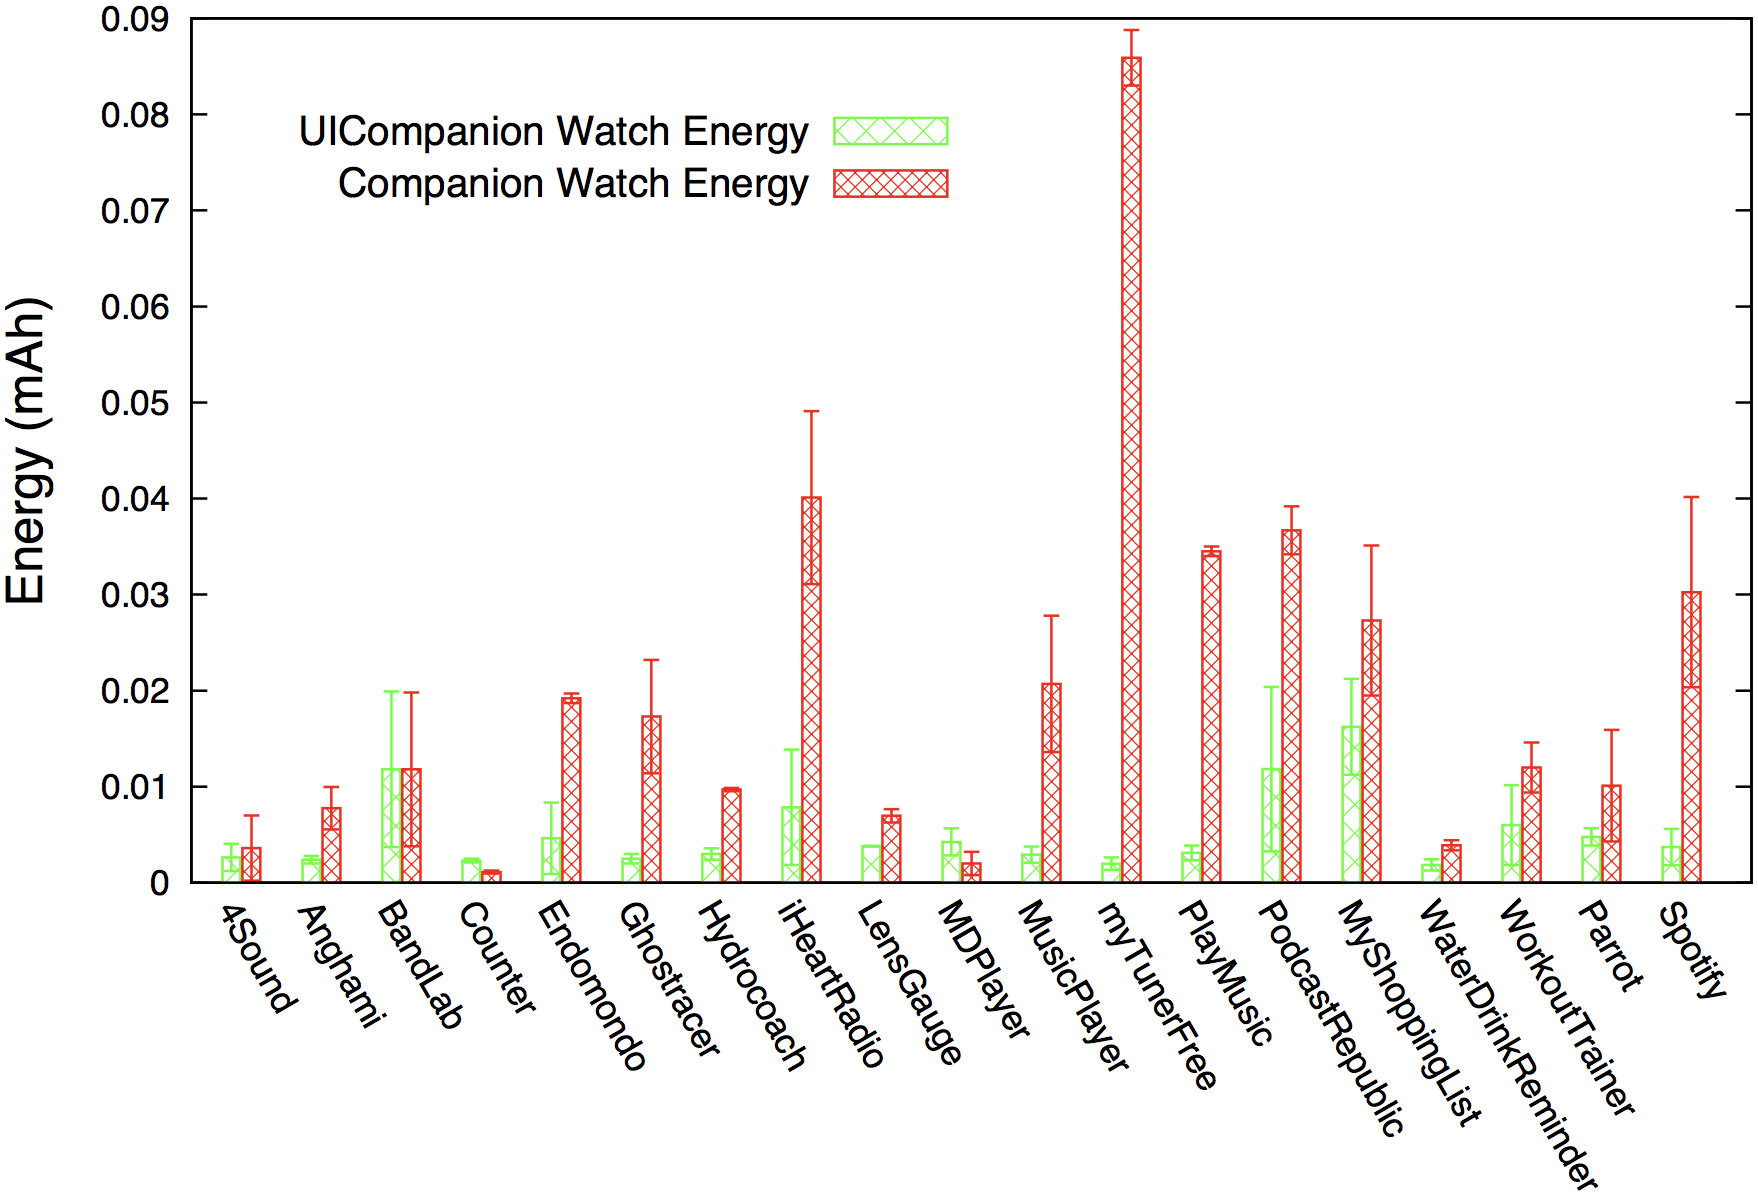 0.09
0.08
0.07
0.06
0.05
0.04
0.03
0.02
0.01
0
Energy (mAh)
UICompanion Watch Energy
Companion Watch Energy
4Sound
Anghami
BandLab
Counter
Endomondo
Ghostracer
Hydrocoach
iHeartRadio
LensGauge
MDPlayer
MusicPlayer
myTunerFree
PlayMusic
PodcastRepublic
MyShoppingList
WaterDrinkReminder
WorkoutTrainer
Parrot
Spotify